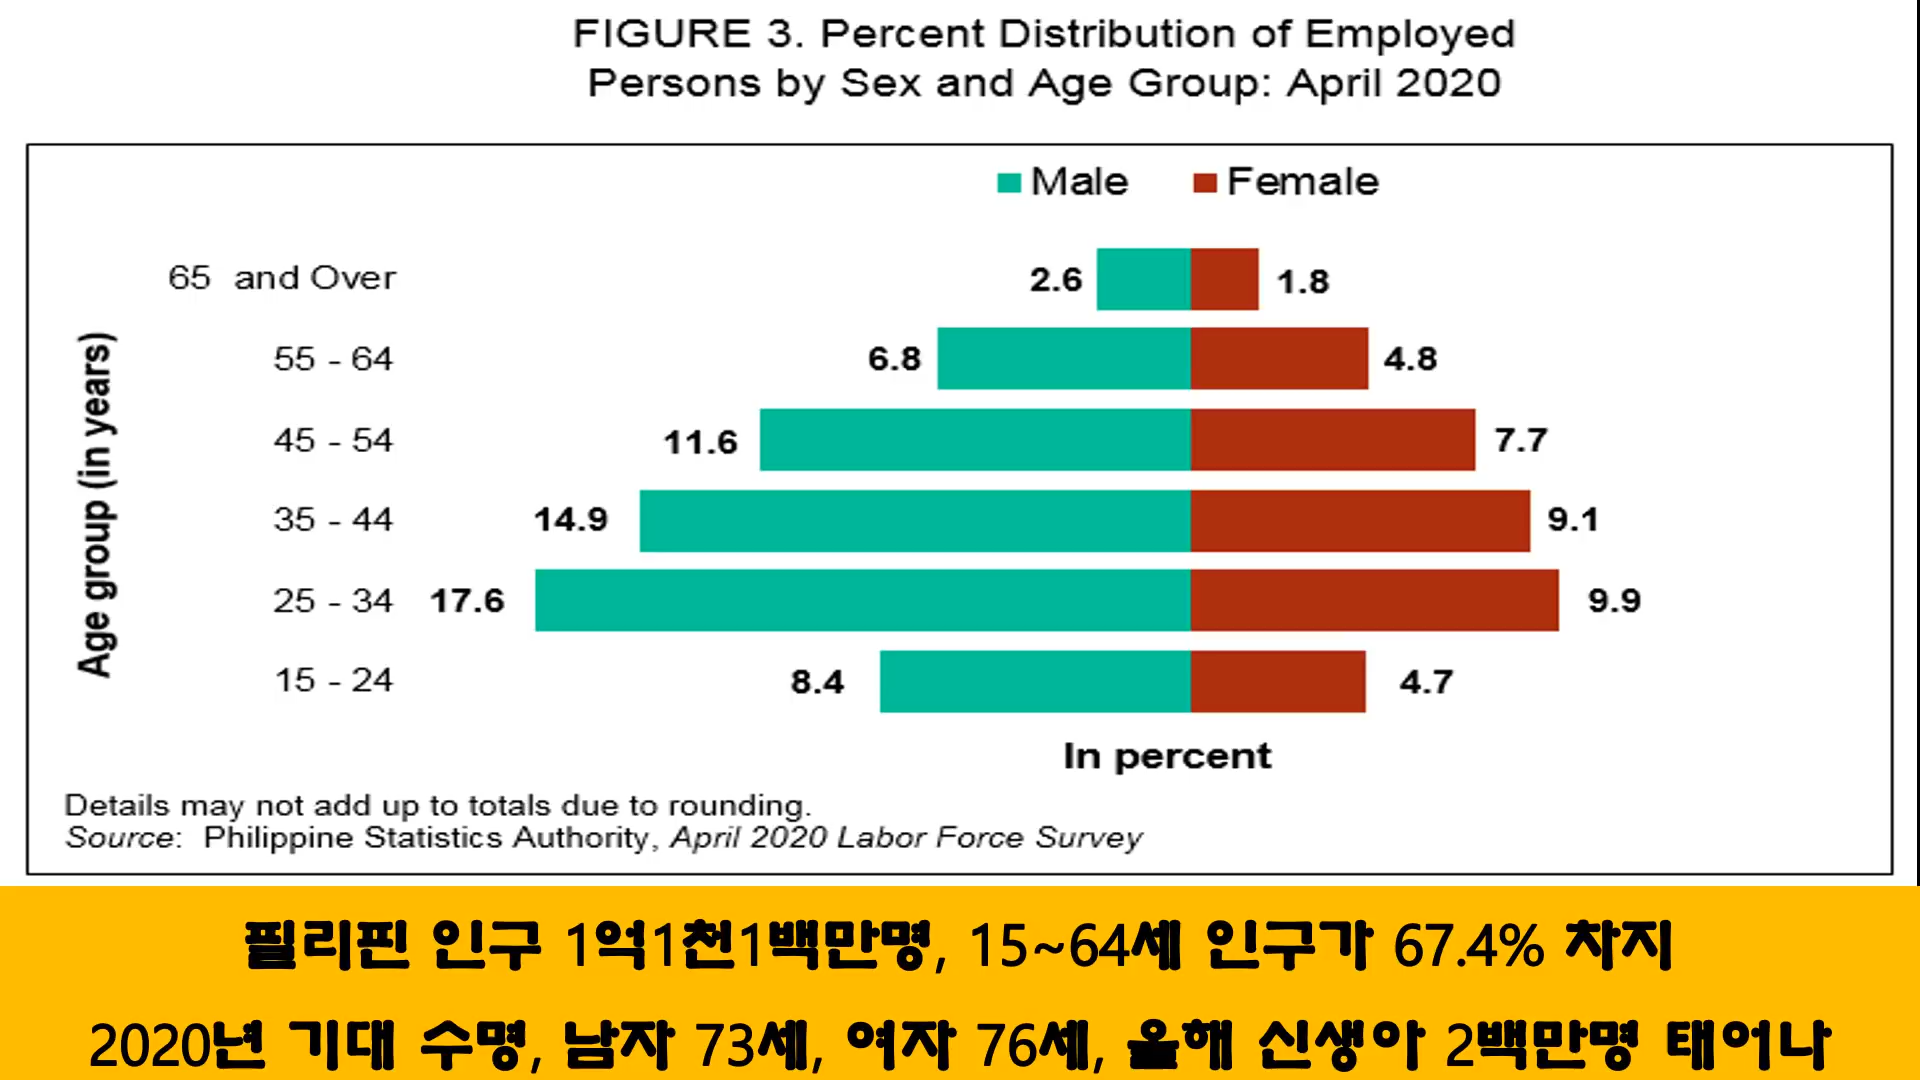 FIGURE 3. Percent Distribution of Employed
Persons by Sex and Age Group: April 2020
Male Female
65 and Over 2.6 1.8
55 - 64 6.8 4.8
45 - 54 11.6 7.7
35 - 44 14.9 9.1
25 - 34 17.6 9.9
15 - 24 8.4 4.7
Age group (in years)
In percent
Details may not add up to totals due to rounding.
Source: Philippine Statistics Authority, April 2020 Labor Force Survey
필리핀 인구 1억1천1백만명, 15~64세 인구가 67.4% 차지
2020년 기대 수명, 남자 73세, 여자 76세, 올해 신생아 2백만명 태어나